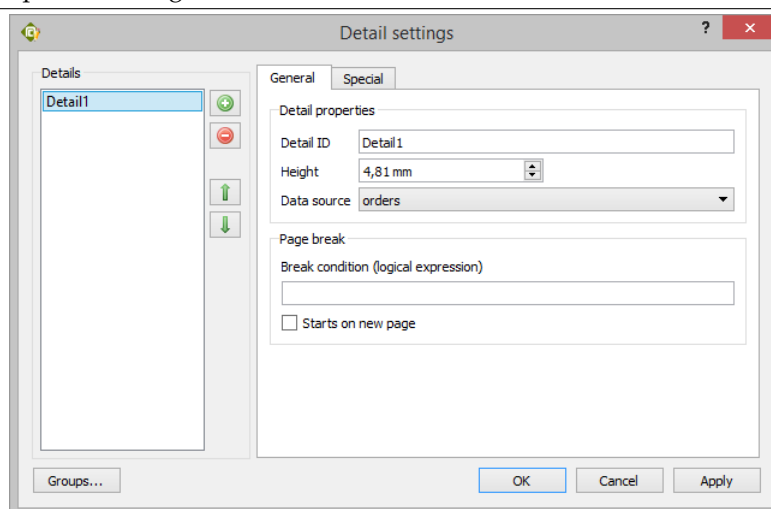 Detail settings
?
Details
Detail1
General
Special
Detail properties
Detail ID
Detail1
Height
4,81 mm
Data source
orders
Page break
Break condition (logical expression)
Starts on new page
Groups...
OK
Cancel
Apply